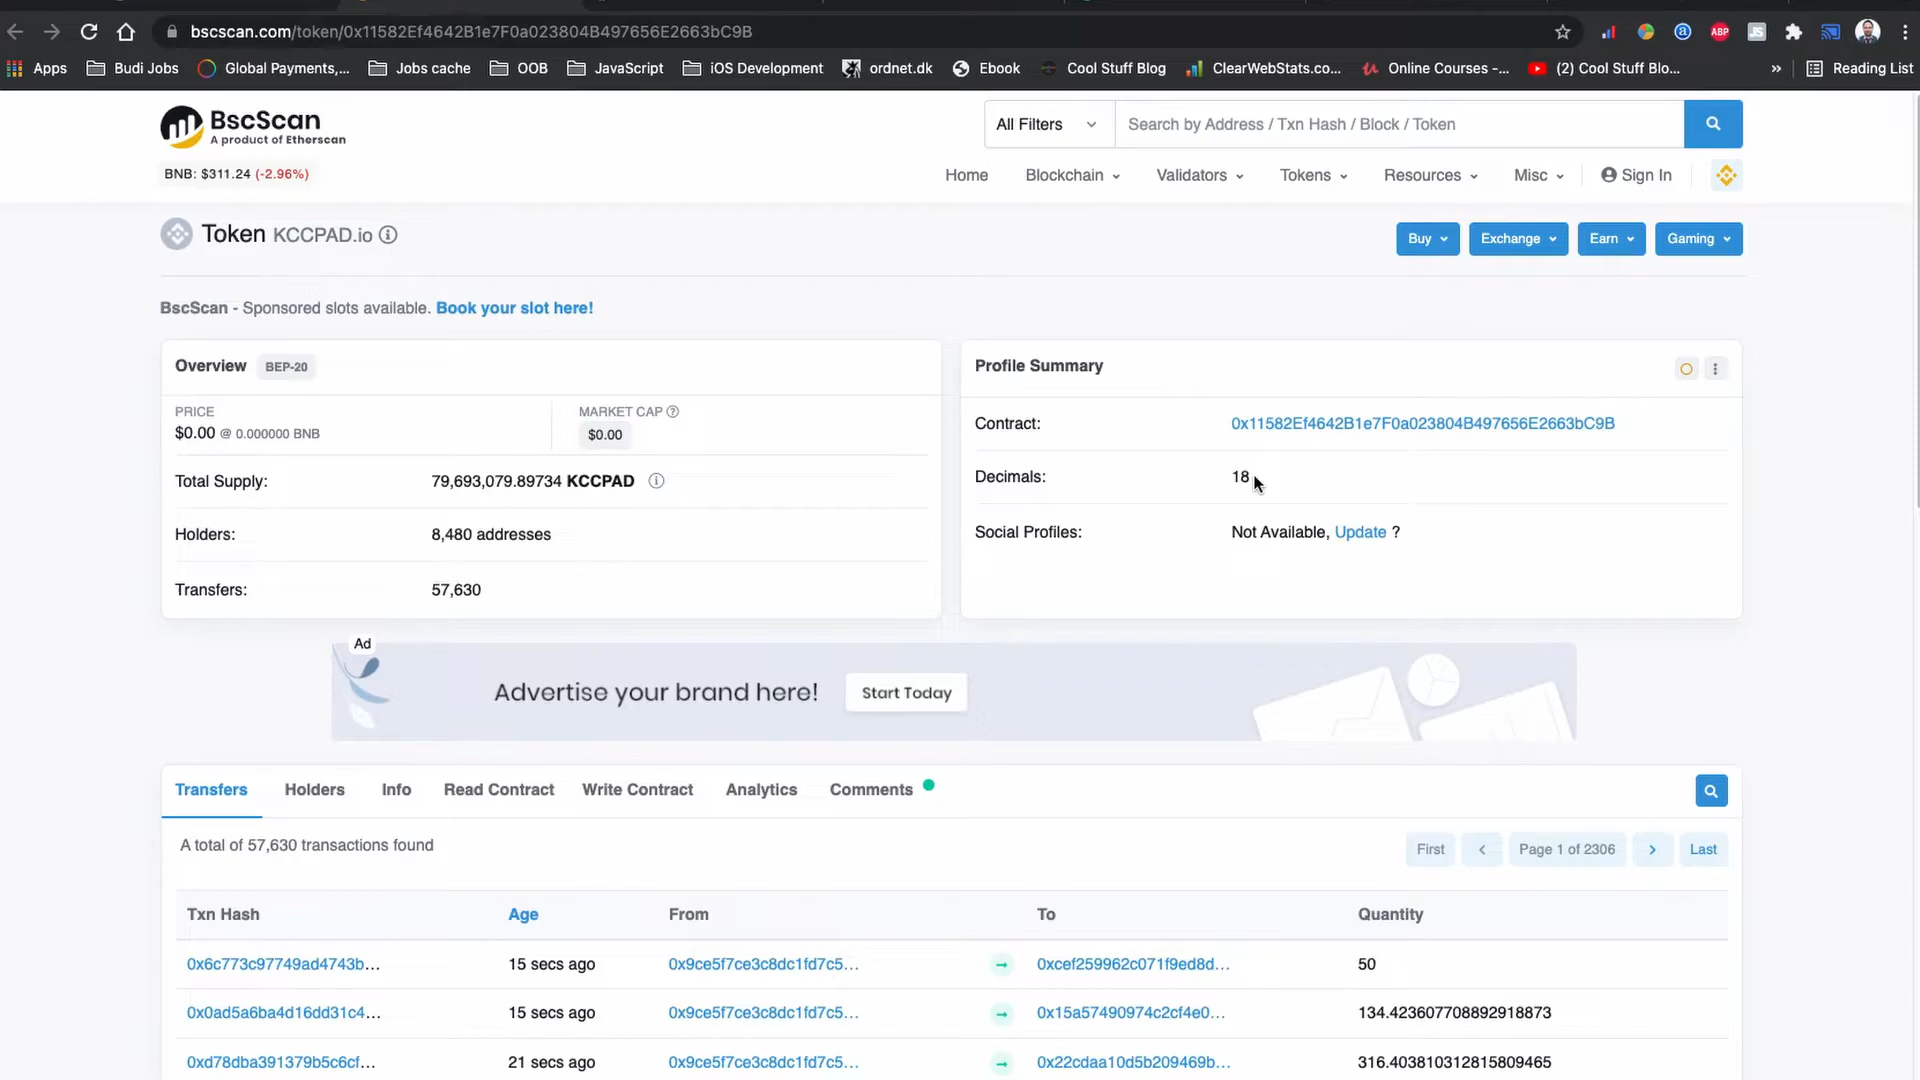 bscscan.com/token/0x11582Ef4642B1e7F0a023804B497656E2663bC9B
ABP
JS
Apps Budi Jobs Global Payments,... Jobs cache OOB JavaScript iOS Development ordnet.dk Ebook Cool Stuff Blog ClearWebStats.co... Online Courses -... (2) Cool Stuff Blo... » Reading List
BscScan
A product of Etherscan
All Filters Search by Address / Txn Hash / Block / Token
BNB: $311.24 (-2.96%)
Home Blockchain Validators Tokens Resources Misc Sign In
Token KCCPAD.io
Buy Exchange Earn Gaming
BscScan - Sponsored slots available. Book your slot here!
Overview BEP-20
PRICE
$0.00 @ 0.000000 BNB
MARKET CAP
$0.00
Total Supply: 79,693,079.89734 KCCPAD
Holders: 8,480 addresses
Transfers: 57,630
Profile Summary
Contract: 0x11582Ef4642B1e7F0a023804B497656E2663bC9B
Decimals: 18
Social Profiles: Not Available, Update ?
Ad
Advertise your brand here! Start Today
Transfers Holders Info Read Contract Write Contract Analytics Comments
A total of 57,630 transactions found
First Page 1 of 2306 Last
Txn Hash Age From To Quantity
0x6c773c97749ad4743b... 15 secs ago 0x9ce5f7ce3c8dc1fd7c5... 0xcef259962c071f9ed8d... 50
0x0ad5a6ba4d16dd31c4... 15 secs ago 0x9ce5f7ce3c8dc1fd7c5... 0x15a57490974c2cf4e0... 134.423607708892918873
0xd78dba391379b5c6cf... 21 secs ago 0x9ce5f7ce3c8dc1fd7c5... 0x22cdaa10d5b209469b... 316.403810312815809465